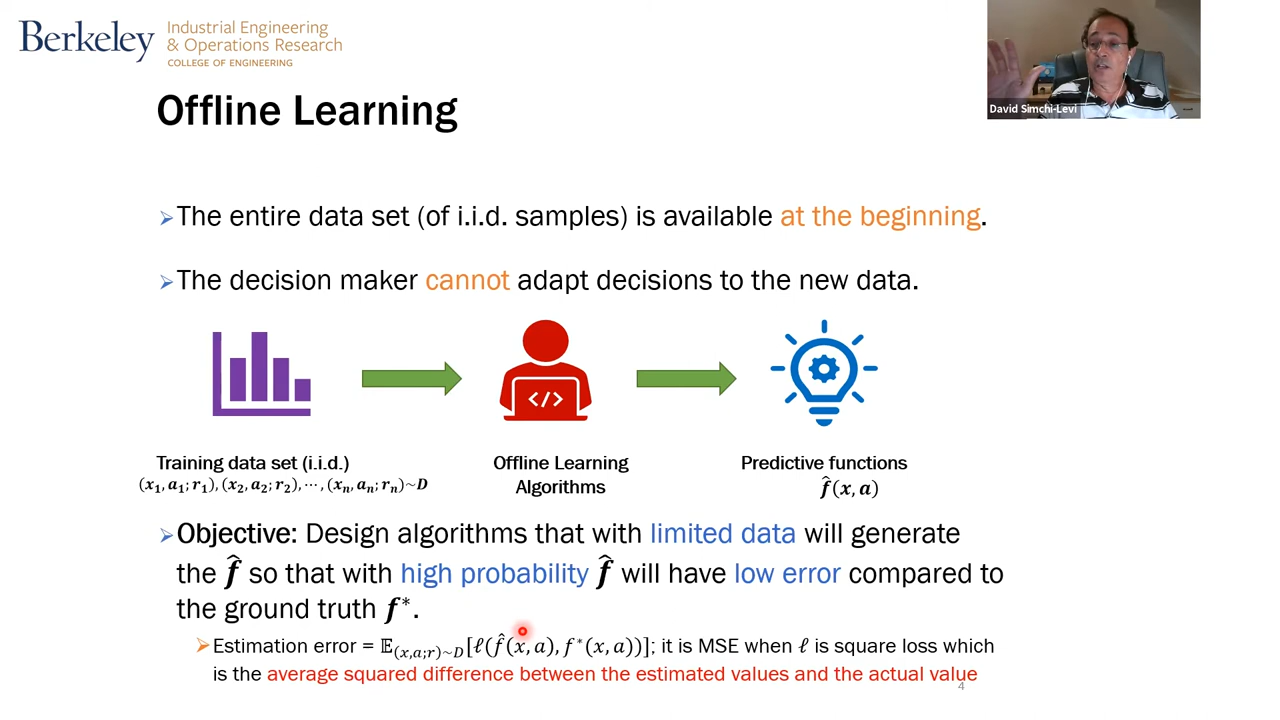 Berkeley Industrial Engineering
& Operations Research
COLLEGE OF ENGINEERING
David Simchi-Levi
Offline Learning
➢The entire data set (of i.i.d. samples) is available at the beginning.
➢The decision maker cannot adapt decisions to the new data.
</>
Training data set (i.i.d.)
(x₁, a₁; r₁), (x₂, a₂; r₂), ⋯ , (xₙ, aₙ; rₙ)~D
Offline Learning
Algorithms
Predictive functions
f̂(x, a)
➢Objective: Design algorithms that with limited data will generate
the f̂ so that with high probability f̂ will have low error compared to
the ground truth f*.
➢Estimation error = 𝔼₍ₓ,ₐ;ᵣ₎~D[ℓ(f̂(x, a), f*(x, a))]; it is MSE when ℓ is square loss which
is the average squared difference between the estimated values and the actual value
4